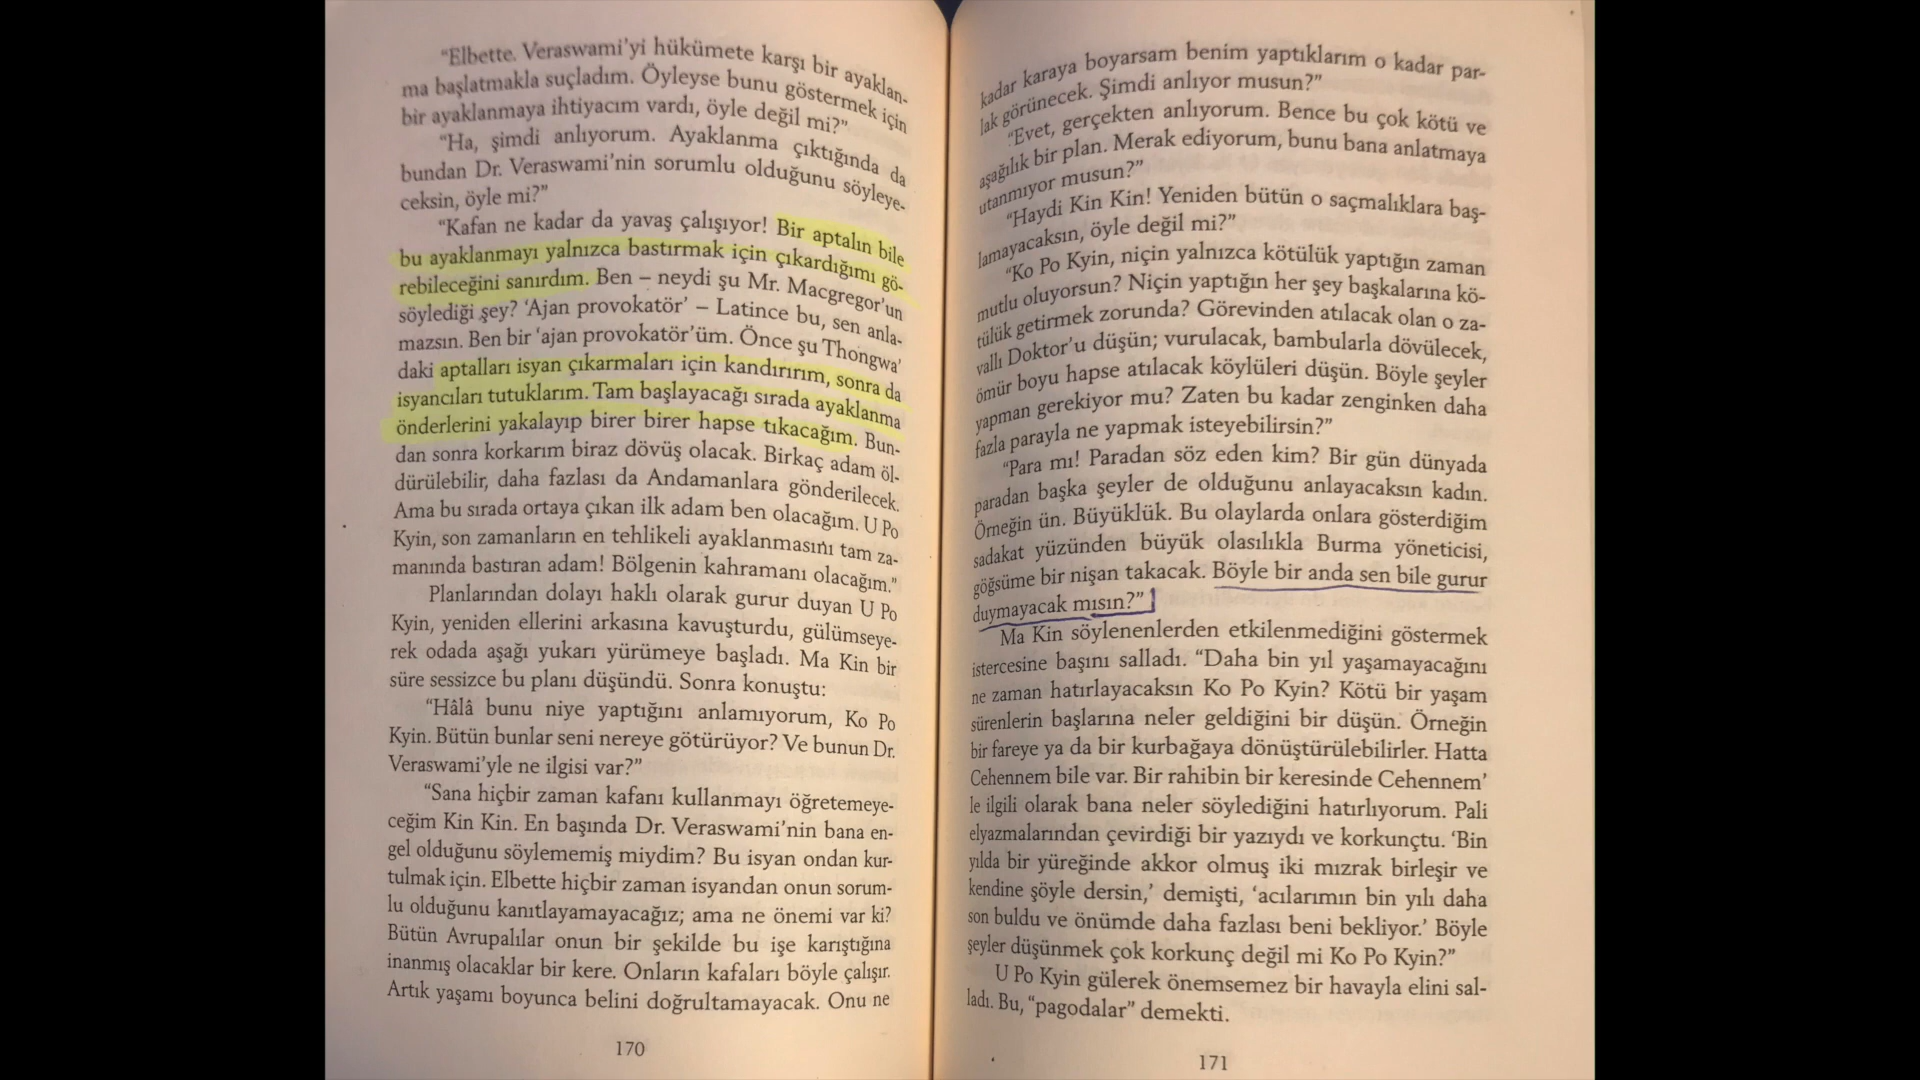 “Elbette. Veraswami’yi hükümete karşı bir ayaklan-
ma başlatmakla suçladım. Öyleyse bunu göstermek için
bir ayaklanmaya ihtiyacım vardı, öyle değil mi?”
“Ha, şimdi anlıyorum. Ayaklanma çıktığında da
bundan Dr. Veraswami’nin sorumlu olduğunu söyleye-
ceksin, öyle mi?”
“Kafan ne kadar da yavaş çalışıyor! Bir aptalın bile
bu ayaklanmayı yalnızca bastırmak için çıkardığımı gö-
rebileceğini sanırdım. Ben – neydi şu Mr. Macgregor’un
söylediği şey? ‘Ajan provokatör’ – Latince bu, sen anla-
mazsın. Ben bir ‘ajan provokatör’üm. Önce şu Thongwa’
daki aptalları isyan çıkarmaları için kandırırım, sonra da
isyancıları tutuklarım. Tam başlayacağı sırada ayaklanma
önderlerini yakalayıp birer birer hapse tıkacağım. Bun-
dan sonra korkarım biraz dövüş olacak. Birkaç adam öl-
dürülebilir, daha fazlası da Andamanlara gönderilecek.
Ama bu sırada ortaya çıkan ilk adam ben olacağım. U Po
Kyin, son zamanların en tehlikeli ayaklanmasını tam za-
manında bastıran adam! Bölgenin kahramanı olacağım.”
Planlarından dolayı haklı olarak gurur duyan U Po
Kyin, yeniden ellerini arkasına kavuşturdu, gülümseye-
rek odada aşağı yukarı yürümeye başladı. Ma Kin bir
süre sessizce bu planı düşündü. Sonra konuştu:
“Hâlâ bunu niye yaptığını anlamıyorum, Ko Po
Kyin. Bütün bunlar seni nereye götürüyor? Ve bunun Dr.
Veraswami’yle ne ilgisi var?”
“Sana hiçbir zaman kafanı kullanmayı öğretemeye-
ceğim Kin Kin. En başında Dr. Veraswami’nin bana en-
gel olduğunu söylememiş miydim? Bu isyan ondan kur-
tulmak için. Elbette hiçbir zaman isyandan onun sorum-
lu olduğunu kanıtlayamayacağız; ama ne önemi var ki?
Bütün Avrupalılar onun bir şekilde bu işe karıştığına
inanmış olacaklar bir kere. Onların kafaları böyle çalışır.
Artık yaşamı boyunca belini doğrultamayacak. Onu ne
170
kadar karaya boyarsam benim yaptıklarım o kadar par-
lak görünecek. Şimdi anlıyor musun?”
“Evet, gerçekten anlıyorum. Bence bu çok kötü ve
aşağılık bir plan. Merak ediyorum, bunu bana anlatmaya
utanmıyor musun?”
“Haydi Kin Kin! Yeniden bütün o saçmalıklara baş-
lamayacaksın, öyle değil mi?”
“Ko Po Kyin, niçin yalnızca kötülük yaptığın zaman
mutlu oluyorsun? Niçin yaptığın her şey başkalarına kö-
tülük getirmek zorunda? Görevinden atılacak olan o za-
vallı Doktor’u düşün; vurulacak, bambularla dövülecek,
ömür boyu hapse atılacak köylüleri düşün. Böyle şeyler
yapman gerekiyor mu? Zaten bu kadar zenginken daha
fazla parayla ne yapmak isteyebilirsin?”
“Para mı! Paradan söz eden kim? Bir gün dünyada
paradan başka şeyler de olduğunu anlayacaksın kadın.
Örneğin ün. Büyüklük. Bu olaylarda onlara gösterdiğim
sadakat yüzünden büyük olasılıkla Burma yöneticisi,
göğsüme bir nişan takacak. Böyle bir anda sen bile gurur
duymayacak mısın?”
Ma Kin söylenenlerden etkilenmediğini göstermek
istercesine başını salladı. “Daha bin yıl yaşamayacağını
ne zaman hatırlayacaksın Ko Po Kyin? Kötü bir yaşam
sürenlerin başlarına neler geldiğini bir düşün. Örneğin
bir fareye ya da bir kurbağaya dönüştürülebilirler. Hatta
Cehennem bile var. Bir rahibin bir keresinde Cehennem’
le ilgili olarak bana neler söylediğini hatırlıyorum. Pali
elyazmalarından çevirdiği bir yazıydı ve korkunçtu. ‘Bin
yılda bir yüreğinde akkor olmuş iki mızrak birleşir ve
kendine şöyle dersin,’ demişti, ‘acılarımın bin yılı daha
son buldu ve önümde daha fazlası beni bekliyor.’ Böyle
şeyler düşünmek çok korkunç değil mi Ko Po Kyin?”
U Po Kyin gülerek önemsemez bir havayla elini sal-
ladı. Bu, “pagodalar” demekti.
171